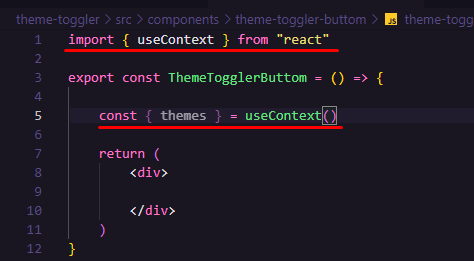 theme-toggler > src > components > theme-toggler-buttom > JS theme-togg
1 import { useContext } from "react"
2
3 export const ThemeTogglerButtom = () => {
4
5 const { themes } = useContext()
6
7 return (
8 <div>
9
10 </div>
11 )
12 }